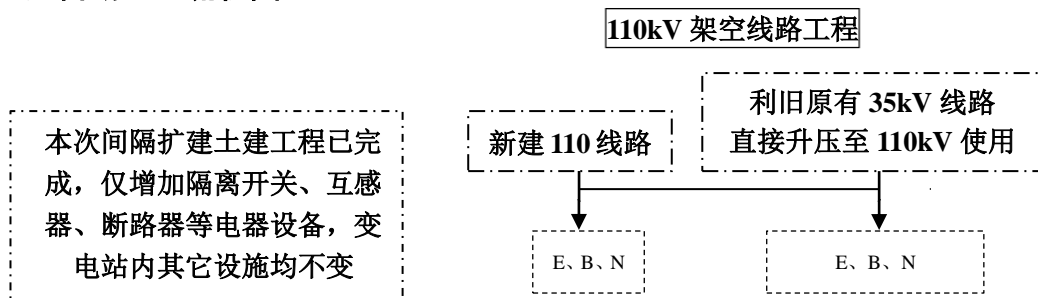 110kV 架空线路工程
利旧原有 35kV 线路
直接升压至 110kV 使用
新建 110 线路
本次间隔扩建土建工程已完
成，仅增加隔离开关、互感
器、断路器等电器设备，变
电站内其它设施均不变
E、B、N
E、B、N